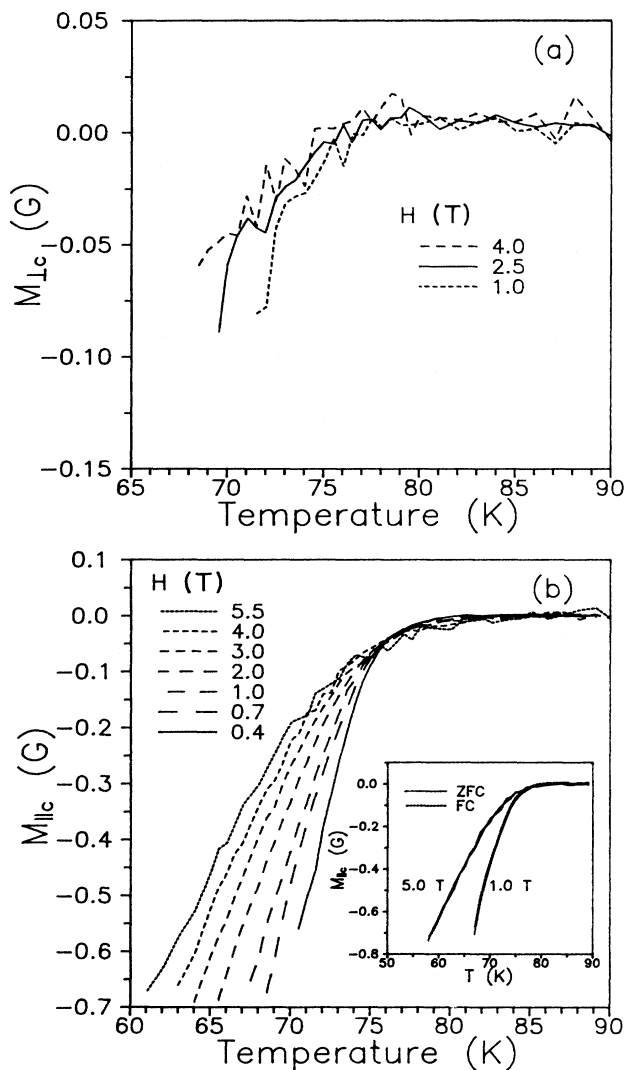 0.05
(a)
0.00
H (T)
4.0
2.5
1.0
−0.05
−0.10
−0.15
M⊥c (G)
65 70 75 80 85 90
Temperature (K)
0.1
H (T)
(b)
0.0
5.5
4.0
−0.1
3.0
2.0
1.0
−0.2
0.7
0.4
−0.3
−0.4
−0.5
−0.6
−0.7
M||c (G)
ZFC
FC
0.0
−0.2
−0.4
−0.6
−0.8
M||c (G)
5.0 T
1.0 T
50 60 70 80 90
T (K)
60 65 70 75 80 85 90
Temperature (K)